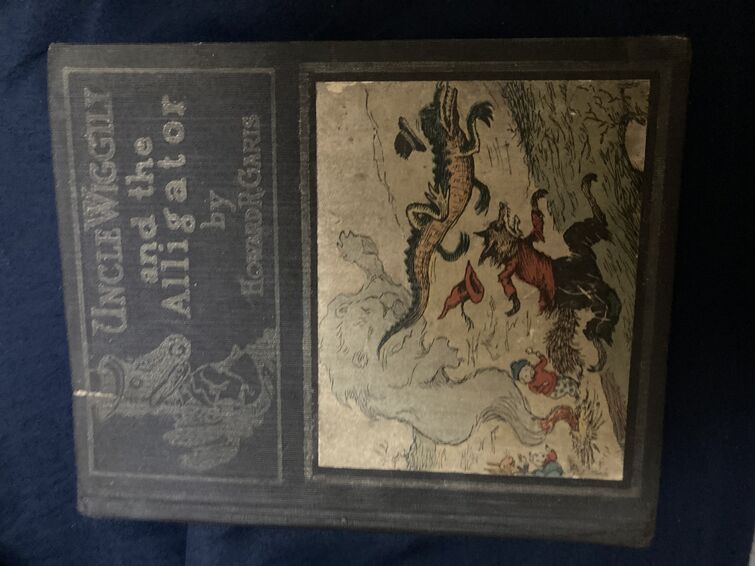 UNCLE WIGGILY
and the
Alligator
by
HOWARD R. GARIS